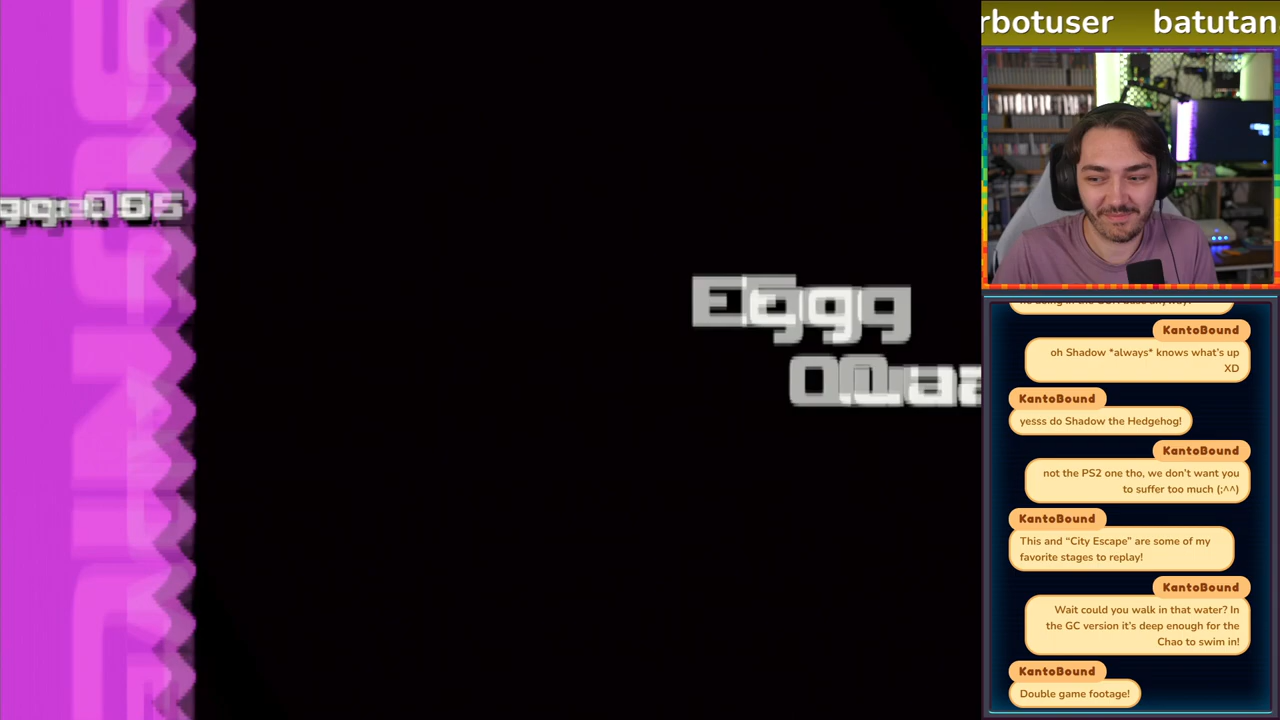 rbotuser batutan
Egg
Qua
KantoBound
oh Shadow *always* knows what's up
XD
KantoBound
yesss do Shadow the Hedgehog!
KantoBound
not the PS2 one tho, we don't want you
to suffer too much (;^^)
KantoBound
This and “City Escape” are some of my
favorite stages to replay!
KantoBound
Wait could you walk in that water? In
the GC version it's deep enough for the
Chao to swim in!
KantoBound
Double game footage!